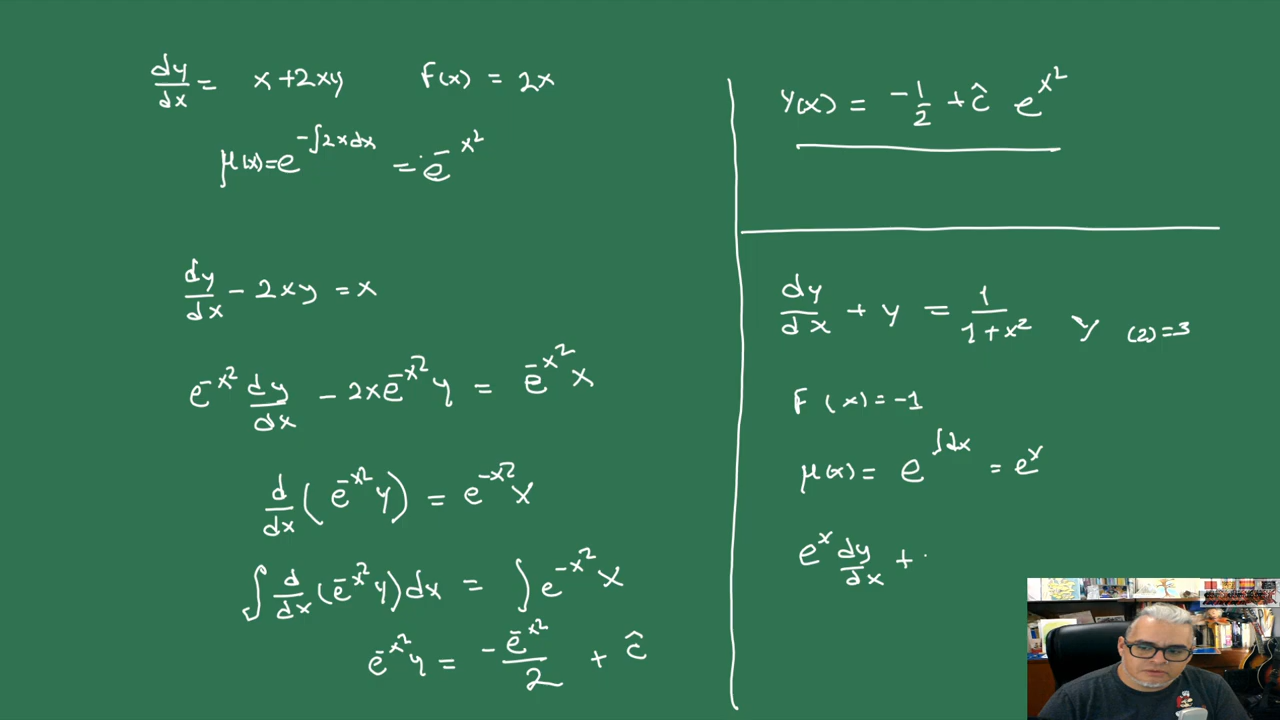 dy/dx = x + 2xy F(x) = 2x
μ(x) = e^{-∫2xdx} = e^{-x²}
dy/dx - 2xy = x
e^{-x²} dy/dx - 2xe^{-x²}y = e^{-x²}x
d/dx (e^{-x²}y) = e^{-x²}x
∫ d/dx (e^{-x²}y) dx = ∫ e^{-x²}x
e^{-x²}y = -e^{-x²}/2 + ĉ
y(x) = -1/2 + ĉ e^{x²}
dy/dx + y = 1/(1+x²) y (2)=3
F(x) = -1
μ(x) = e^{∫dx} = e^x
e^x dy/dx +